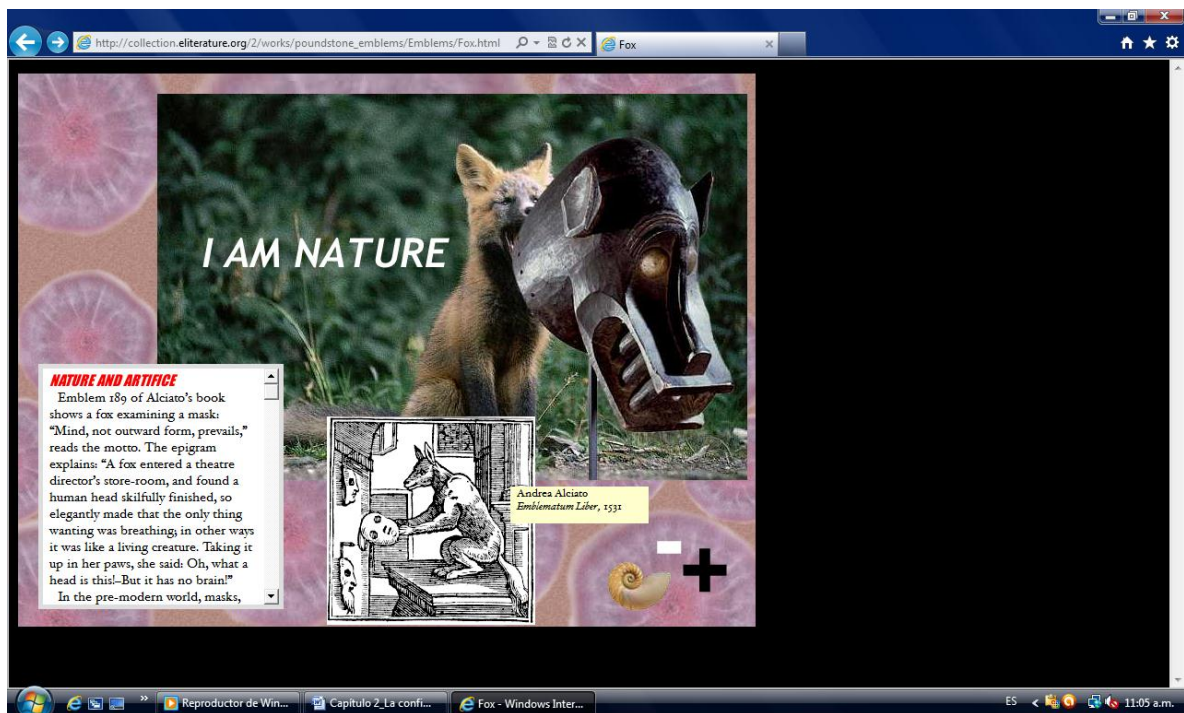 http://collection.eliterature.org/2/works/poundstone_emblems/Emblems/Fox.html
Fox
I AM NATURE
NATURE AND ARTIFICE
Emblem 189 of Alciato's book
shows a fox examining a mask:
“Mind, not outward form, prevails,”
reads the motto. The epigram
explains: “A fox entered a theatre
director's store-room, and found a
human head skilfully finished, so
elegantly made that the only thing
wanting was breathing; in other ways
it was like a living creature. Taking it
up in her paws, she said: Oh, what a
head is this!–But it has no brain!”
In the pre-modern world, masks,
Andrea Alciato
Emblematum Liber, 1531
Reproductor de Win...
Capítulo 2_La confi...
Fox - Windows Inter...
ES
11:05 a.m.